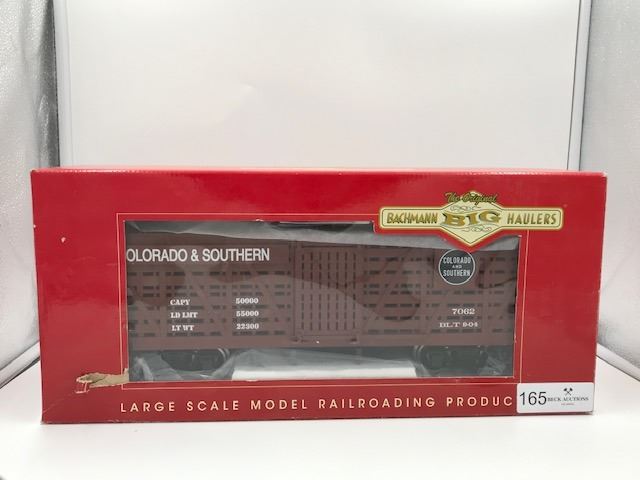 The Original
BACHMANN BIG HAULERS
OLORADO & SOUTHERN
COLORADO
AND
SOUTHERN
CAPY 50000
LD LMT 55000
LT WT 22300
7062
BLT 9-04
LARGE SCALE MODEL RAILROADING PRODUC
165 BECK AUCTIONS